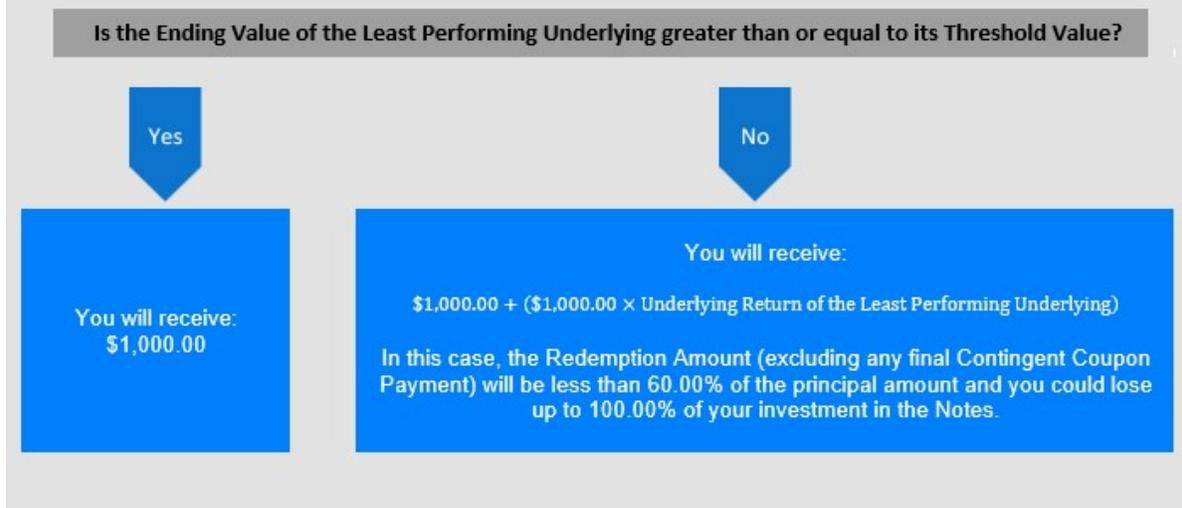 Is the Ending Value of the Least Performing Underlying greater than or equal to its Threshold Value?
Yes
No
You will receive:
$1,000.00
You will receive:
$1,000.00 + ($1,000.00 × Underlying Return of the Least Performing Underlying)
In this case, the Redemption Amount (excluding any final Contingent Coupon
Payment) will be less than 60.00% of the principal amount and you could lose
up to 100.00% of your investment in the Notes.